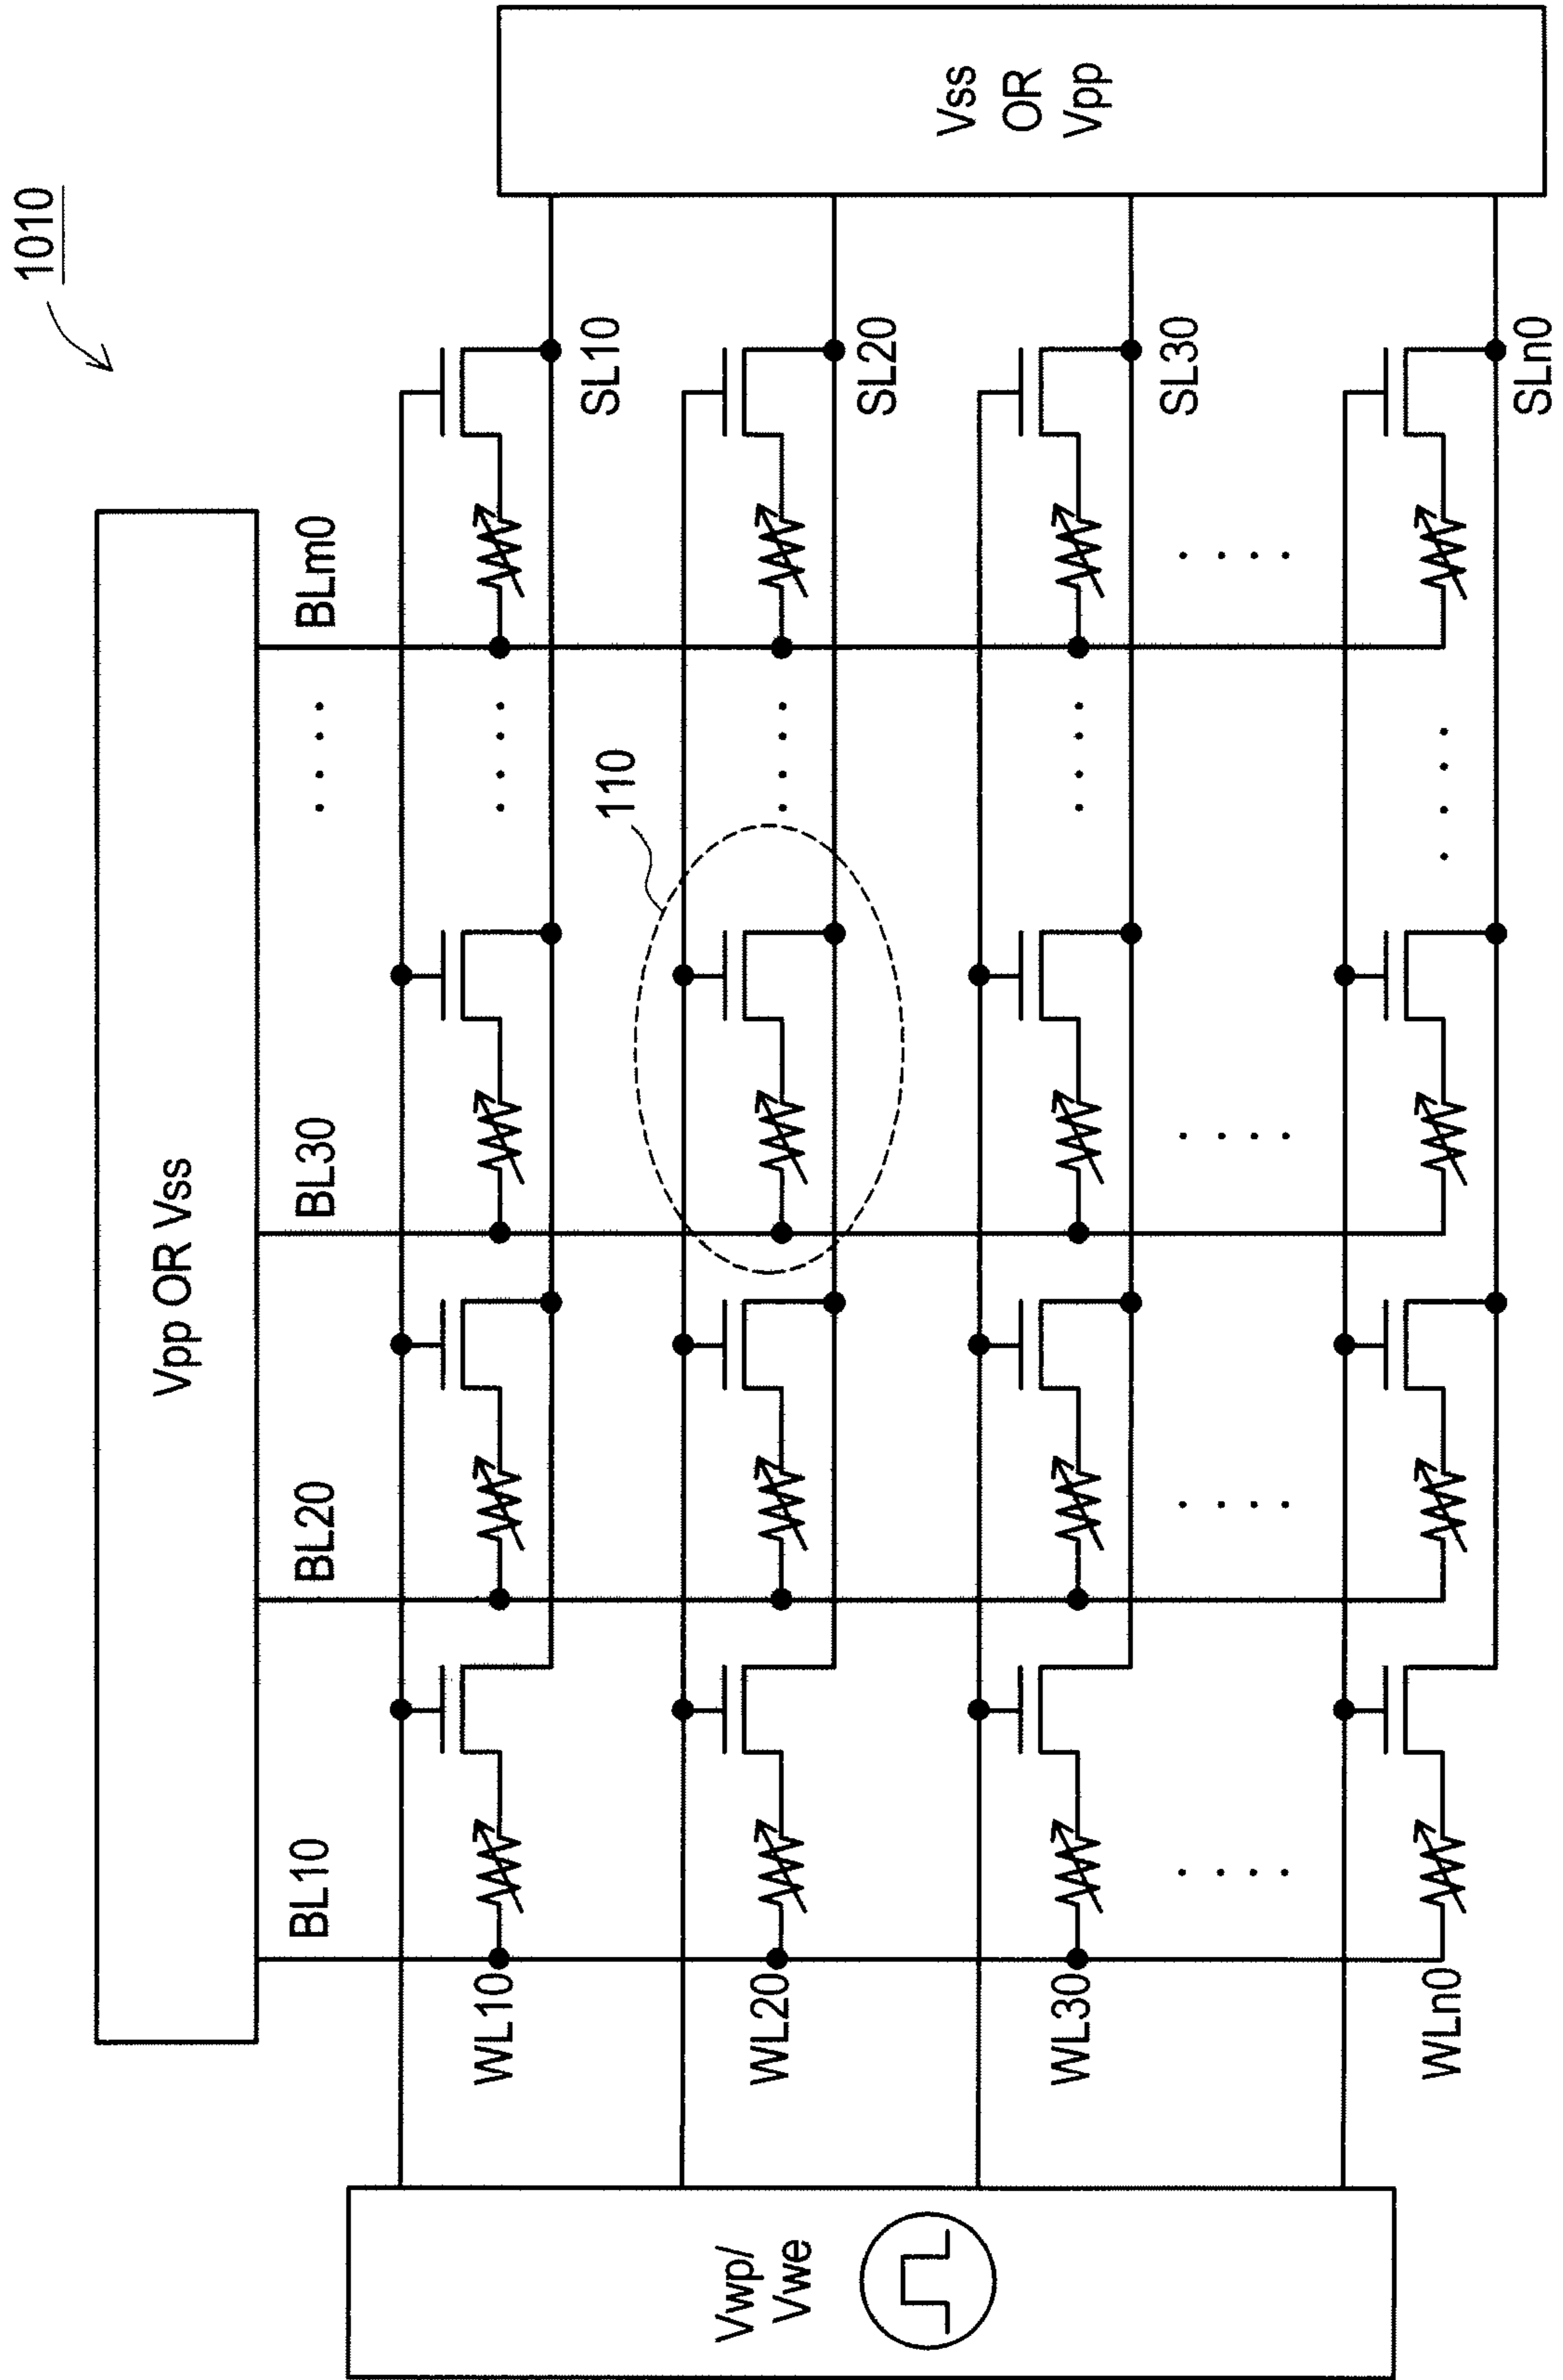 1010
Vpp OR Vss
BL10
BL20
BL30
BLm0
WL10
SL10
110
WL20
SL20
WL30
SL30
WLn0
SLn0
Vwp/
Vwe
Vss
OR
Vpp